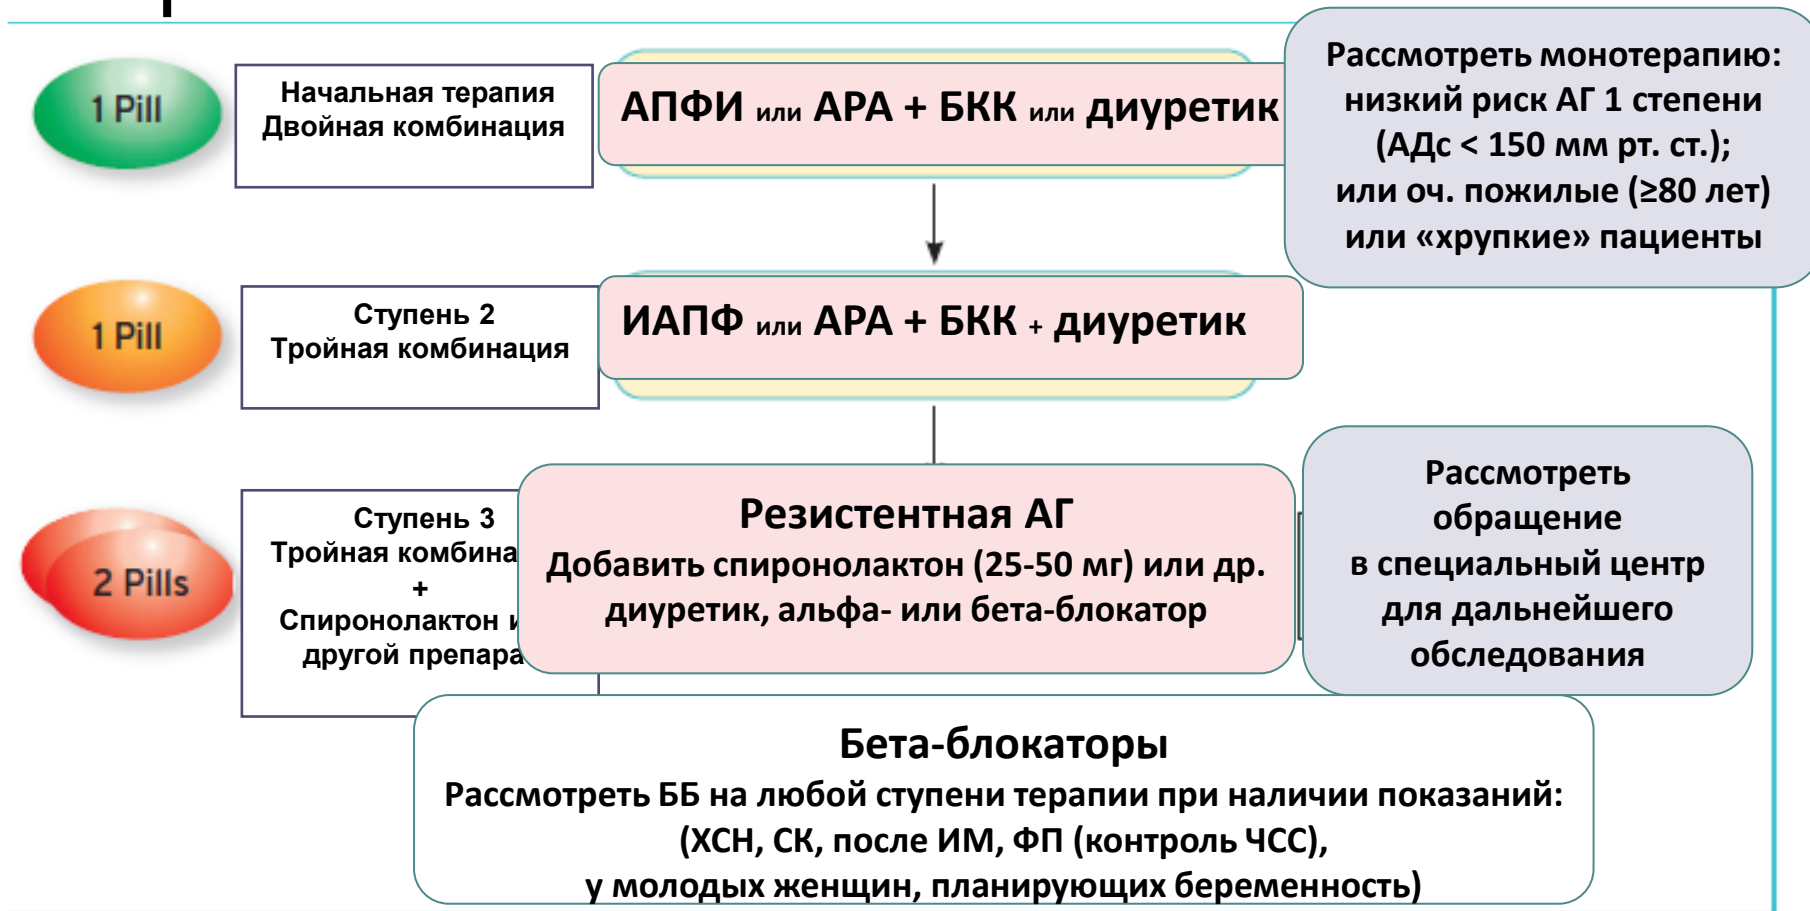 1 Pill
Начальная терапия
Двойная комбинация
АПФИ или АРА + БКК или диуретик
Рассмотреть монотерапию:
низкий риск АГ 1 степени
(АДс < 150 мм рт. ст.);
или оч. пожилые (≥80 лет)
или «хрупкие» пациенты
1 Pill
Ступень 2
Тройная комбинация
ИАПФ или АРА + БКК + диуретик
2 Pills
Ступень 3
Тройная комбина
+
Спиронолактон и
другой препара
Резистентная АГ
Добавить спиронолактон (25-50 мг) или др.
диуретик, альфа- или бета-блокатор
Рассмотреть
обращение
в специальный центр
для дальнейшего
обследования
Бета-блокаторы
Рассмотреть ББ на любой ступени терапии при наличии показаний:
(ХСН, СК, после ИМ, ФП (контроль ЧСС),
у молодых женщин, планирующих беременность)